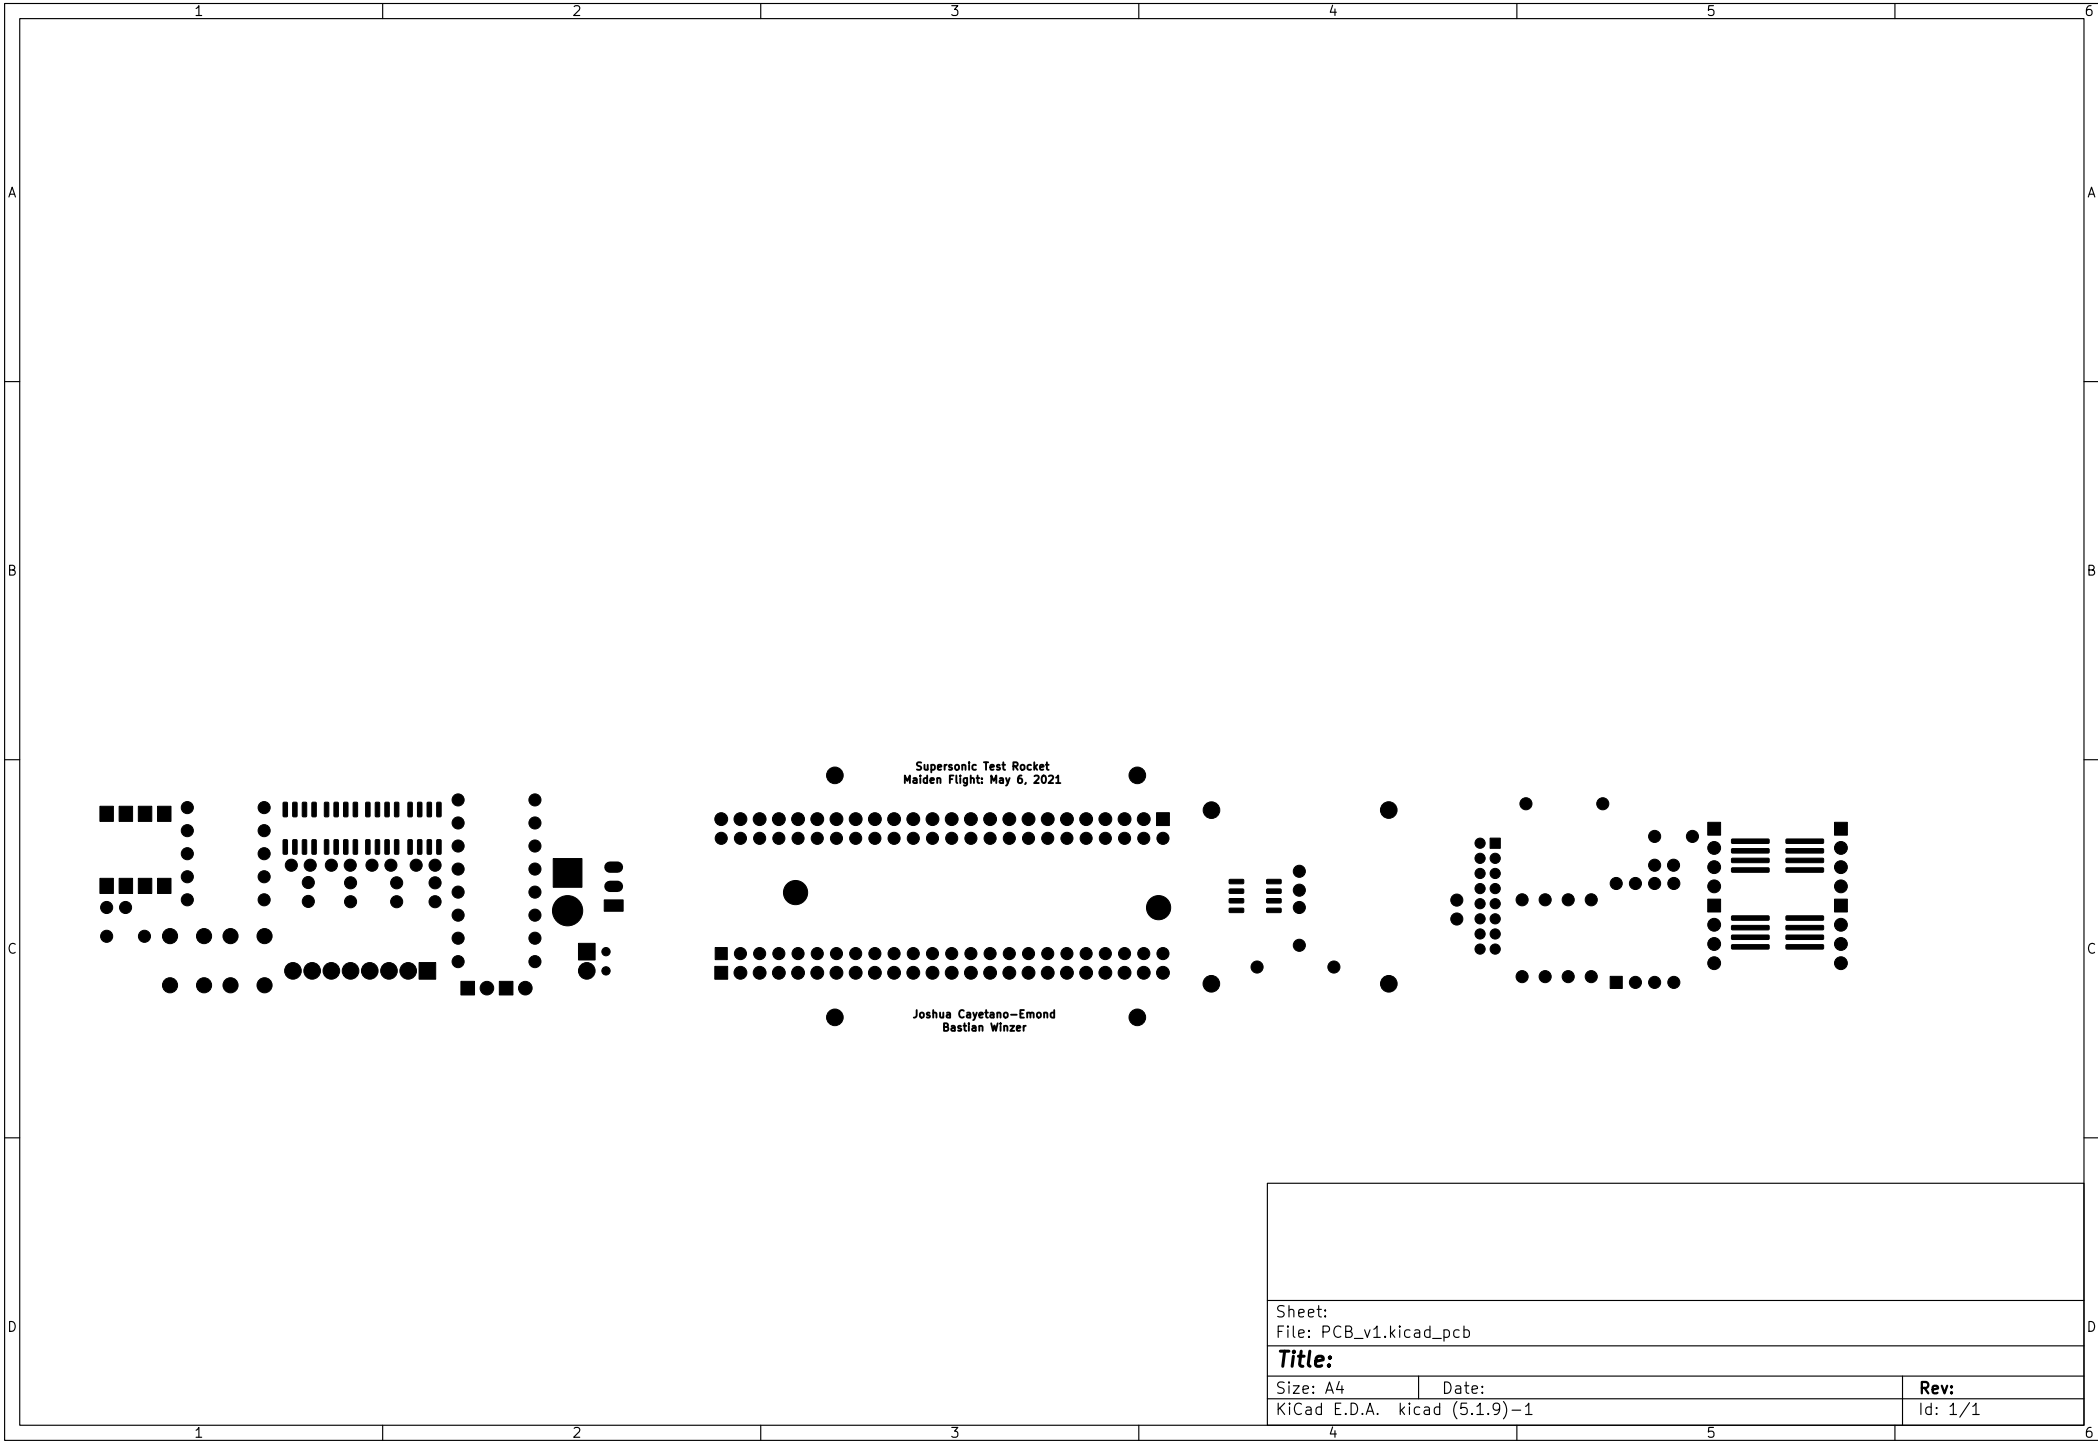 1 2 3 4 5 6
A A
B B
Supersonic Test Rocket
Maiden Flight: May 6, 2021
C C
Joshua Cayetano-Emond
Bastian Winzer
Sheet:
File: PCB_v1.kicad_pcb
D D
Title:
Size: A4 Date: Rev:
KiCad E.D.A. kicad (5.1.9)-1 Id: 1/1
1 2 3 4 5 6